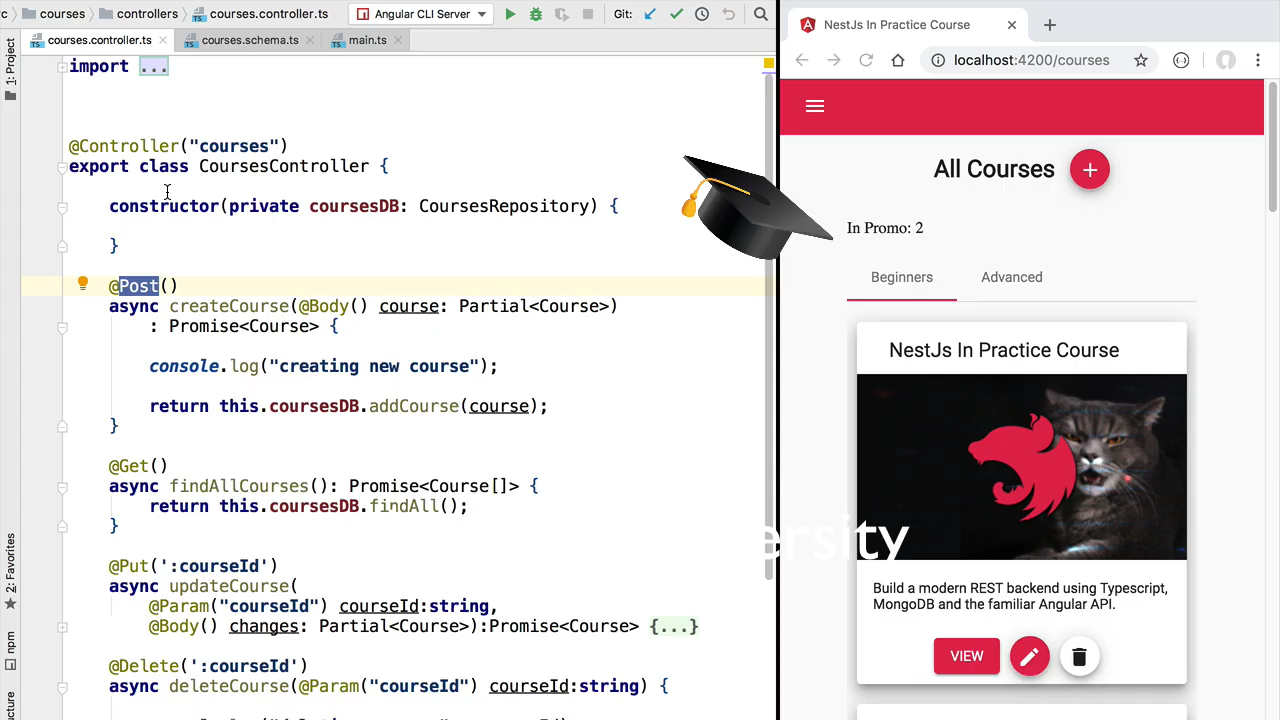 courses
controllers
courses.controller.ts
Angular CLI Server
Git:
courses.controller.ts
courses.schema.ts
main.ts
1: Project
2: Favorites
npm
import ...
@Controller("courses")
export class CoursesController {
constructor(private coursesDB: CoursesRepository) {
}
@Post()
async createCourse(@Body() course: Partial<Course>)
: Promise<Course> {
console.log("creating new course");
return this.coursesDB.addCourse(course);
}
@Get()
async findAllCourses(): Promise<Course[]> {
return this.coursesDB.findAll();
}
@Put(':courseId')
async updateCourse(
@Param("courseId") courseId:string,
@Body() changes: Partial<Course>):Promise<Course> {...}
@Delete(':courseId')
async deleteCourse(@Param("courseId") courseId:string) {
NestJs In Practice Course
localhost:4200/courses
All Courses
In Promo: 2
Beginners
Advanced
NestJs In Practice Course
Build a modern REST backend using Typescript,
MongoDB and the familiar Angular API.
VIEW